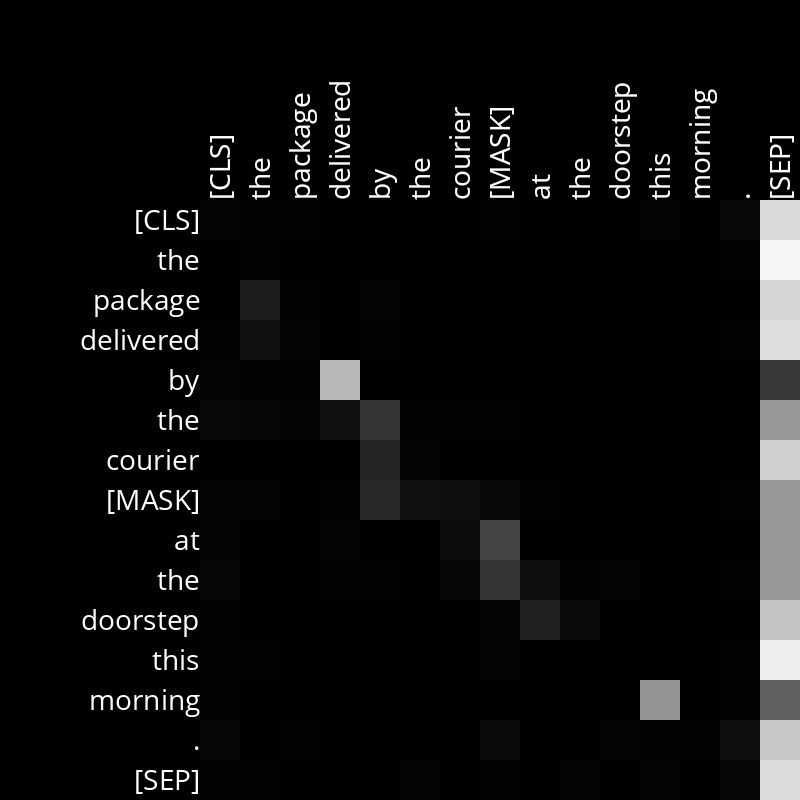 [CLS] the package delivered by the courier [MASK] at the doorstep this morning . [SEP]
[CLS]
the
package
delivered
by
the
courier
[MASK]
at
the
doorstep
this
morning
.
[SEP]